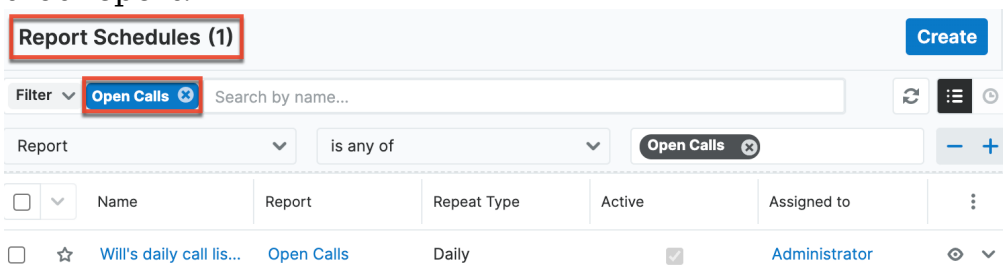 Report Schedules (1)
Create
Filter Open Calls Search by name...
Report is any of Open Calls
Name Report Repeat Type Active Assigned to
Will's daily call lis... Open Calls Daily Administrator